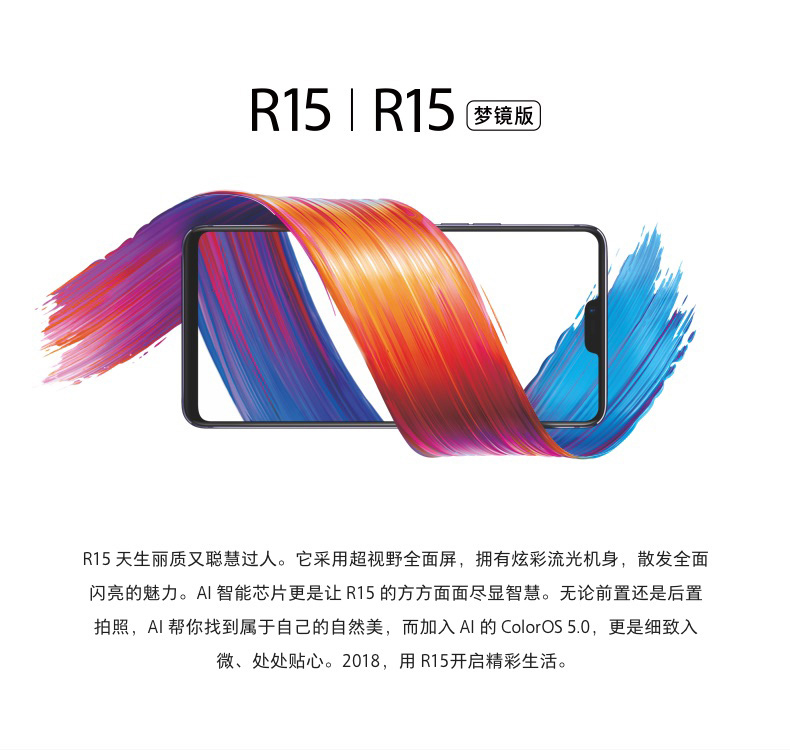 R15 | R15 梦镜版
R15 天生丽质又聪慧过人。它采用超视野全面屏，拥有炫彩流光机身，散发全面
闪亮的魅力。AI 智能芯片更是让 R15 的方方面面尽显智慧。无论前置还是后置
拍照，AI 帮你找到属于自己的自然美，而加入 AI 的 ColorOS 5.0，更是细致入
微、处处贴心。2018，用 R15开启精彩生活。